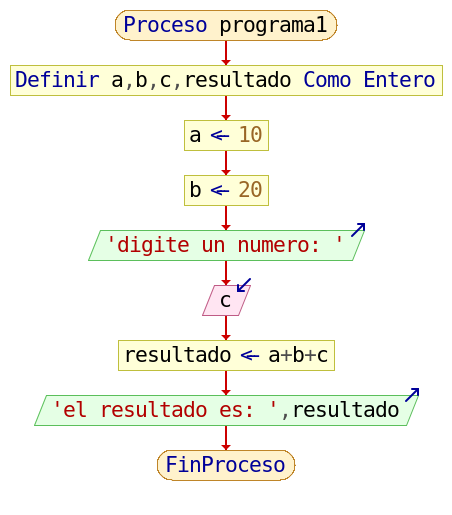 Proceso programa1
Definir a,b,c,resultado Como Entero
a <- 10
b <- 20
'digite un numero: '
c
resultado <- a+b+c
'el resultado es: ',resultado
FinProceso